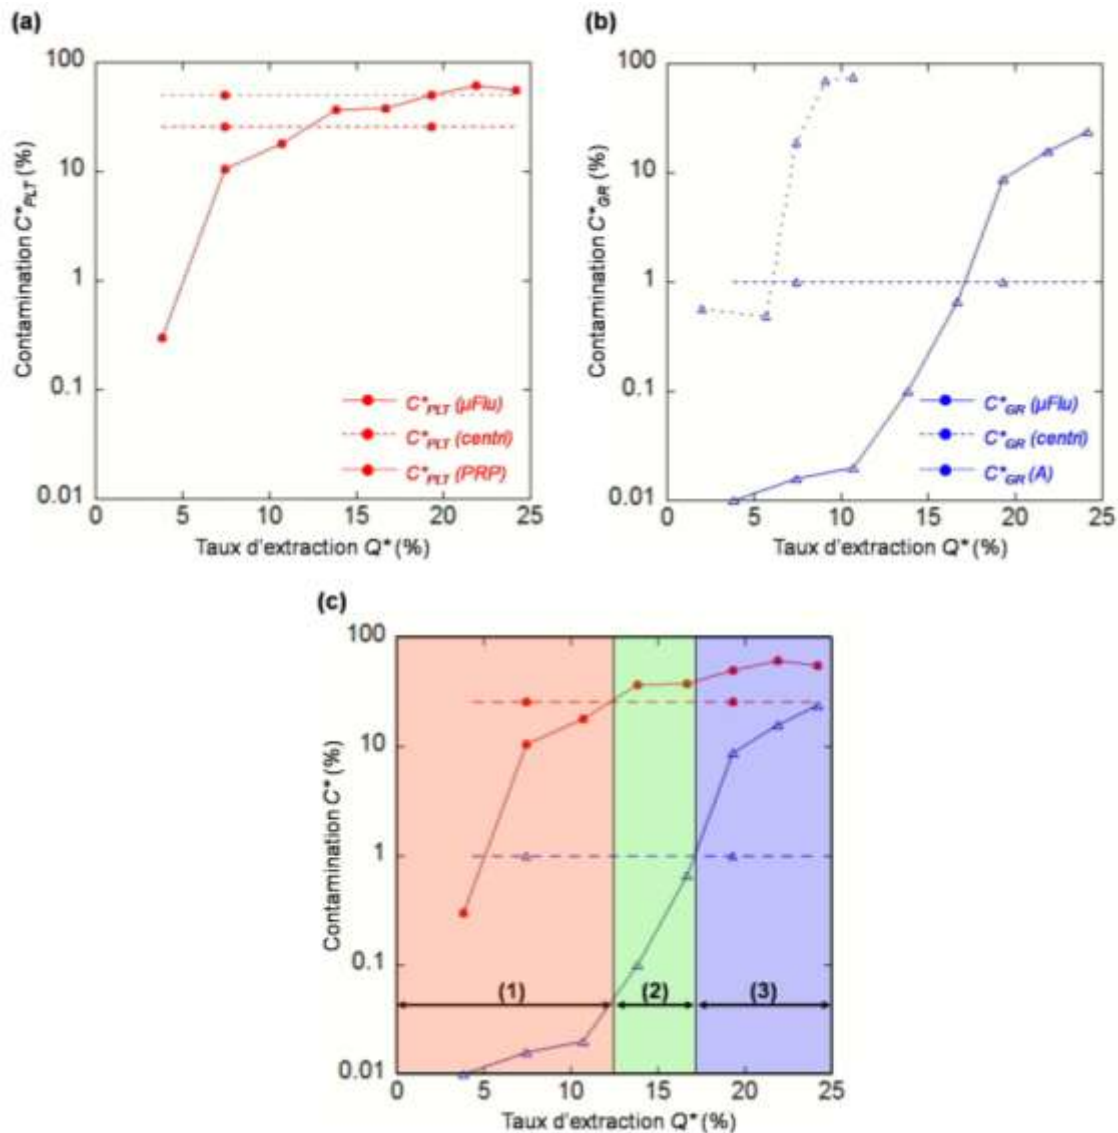 (a)
100
10
1
0.1
0.01
0 5 10 15 20 25
Contamination C*PLT (%)
Taux d'extraction Q* (%)
C*PLT (µFlu)
C*PLT (centri)
C*PLT (PRP)
(b)
100
10
1
0.1
0.01
0 5 10 15 20 25
Contamination C*GR (%)
Taux d'extraction Q* (%)
C*GR (µFlu)
C*GR (centri)
C*GR (A)
(c)
100
10
1
0.1
0.01
0 5 10 15 20 25
Contamination C* (%)
Taux d'extraction Q* (%)
(1) (2) (3)